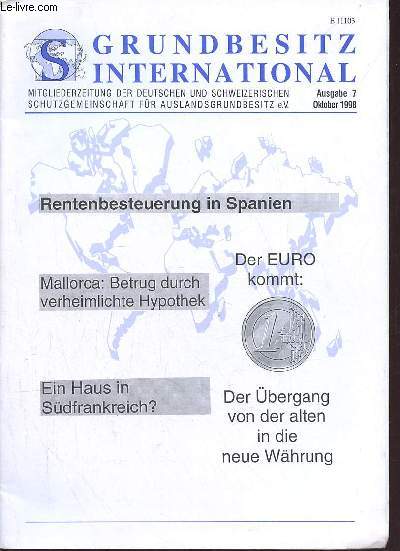 Le-livre.com
E 11105
S
GRUNDBESITZ
INTERNATIONAL
MITGLIEDERZEITUNG DER DEUTSCHEN UND SCHWEIZERISCHEN
SCHUTZGEMEINSCHAFT FÜR AUSLANDSGRUNDBESITZ e.V.
Ausgabe 7
Oktober 1998
Rentenbesteuerung in Spanien
Mallorca: Betrug durch
verheimlichte Hypothek
Der EURO
kommt:
1
Ein Haus in
Südfrankreich?
Der Übergang
von der alten
in die
neue Währung